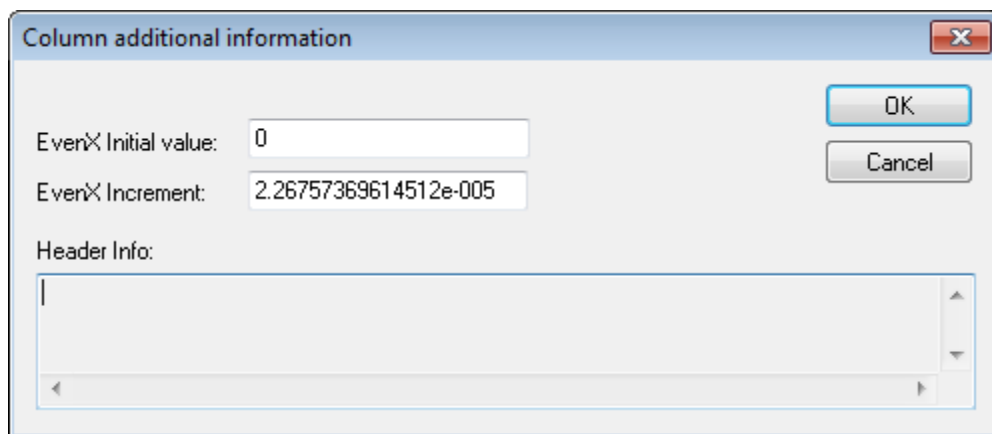 Column additional information
OK
EvenX Initial value: 0
Cancel
EvenX Increment: 2.26757369614512e-005
Header Info: